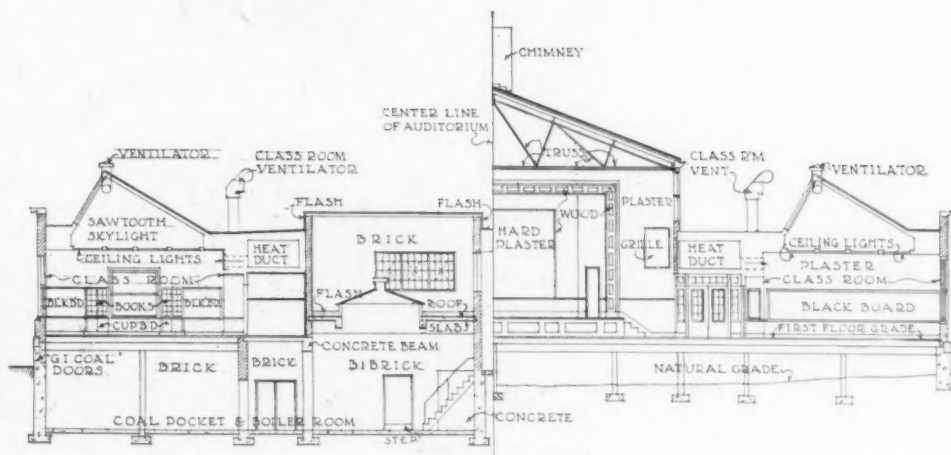 CHIMNEY
CENTER LINE
OF AUDITORIUM
TRUSS
VENTILATOR
CLASS ROOM
VENTILATOR
CLASS R'M
VENT
VENTILATOR
FLASH
FLASH
WOOD
PLASTER
SAWTOOTH
SKYLIGHT
BRICK
HARD
PLASTER
GRILLE
HEAT
DUCT
HEAT
DUCT
CEILING LIGHTS
CEILING LIGHTS
PLASTER
CLASS ROOM
CLASS ROOM
BLKBD
BOOKS
BLKBD
FLASH
ROOF
BLACK BOARD
CUPBD
SLAB
FIRST FLOOR GRADE
CONCRETE BEAM
"G I COAL"
DOORS
BRICK
BRICK
BIBRICK
NATURAL GRADE
COAL POCKET & BOILER ROOM
CONCRETE
STEP